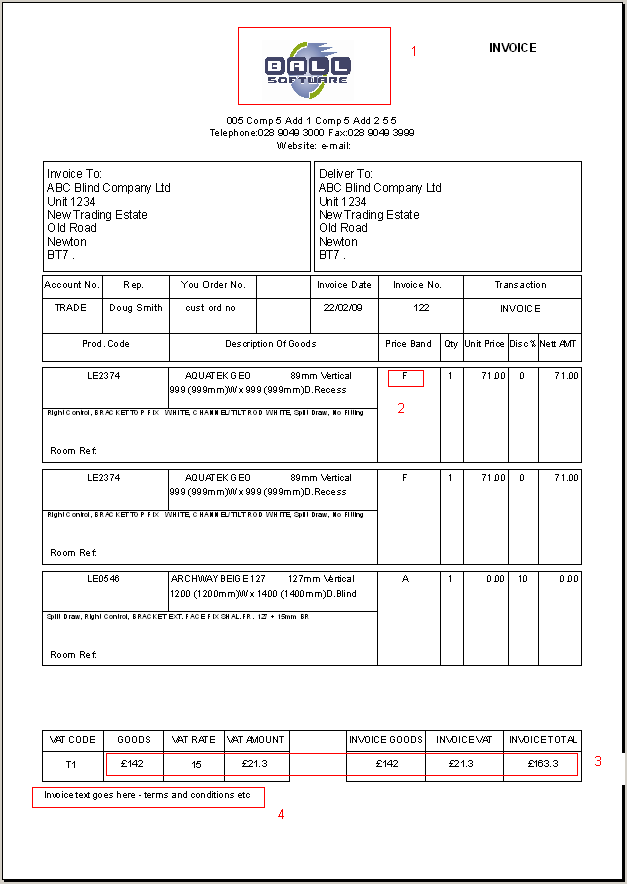 BALL
SOFTWARE
1
INVOICE
005 Comp 5 Add 1 Comp 5 Add 2 5 5
Telephone:028 9049 3000 Fax:028 9049 3999
Website: e-mail:
Invoice To:
ABC Blind Company Ltd
Unit 1234
New Trading Estate
Old Road
Newton
BT7 .
Deliver To:
ABC Blind Company Ltd
Unit 1234
New Trading Estate
Old Road
Newton
BT7 .
Account No. Rep. You Order No. Invoice Date Invoice No. Transaction
TRADE Doug Smith cust ord no 22/02/09 122 INVOICE
Prod. Code Description Of Goods Price Band Qty Unit Price Disc % Nett AMT
LE2374 AQUATEK GEO 89mm Vertical F 1 71.00 0 71.00
999 (999mm)W x 999 (999mm)D.Recess
2
Right Control, BRACKET TOP FIX WHITE, CHANNEL/TILT ROD WHITE, Split Draw, No Filling
Room Ref:
LE2374 AQUATEK GEO 89mm Vertical F 1 71.00 0 71.00
999 (999mm)W x 999 (999mm)D.Recess
Right Control, BRACKET TOP FIX WHITE, CHANNEL/TILT ROD WHITE, Split Draw, No Filling
Room Ref:
LE0546 ARCHWAY BEIGE 127 127mm Vertical A 1 0.00 10 0.00
1200 (1200mm)W x 1400 (1400mm)D.Blind
Split Draw, Right Control, BRACKET EXT. FACE FIX SHAL.FR. 127 + 15mm BR
Room Ref:
VAT CODE GOODS VAT RATE VAT AMOUNT INVOICE GOODS INVOICE VAT INVOICE TOTAL
T1 £142 15 £21.3 £142 £21.3 £163.3
3
Invoice text goes here - terms and conditions etc
4